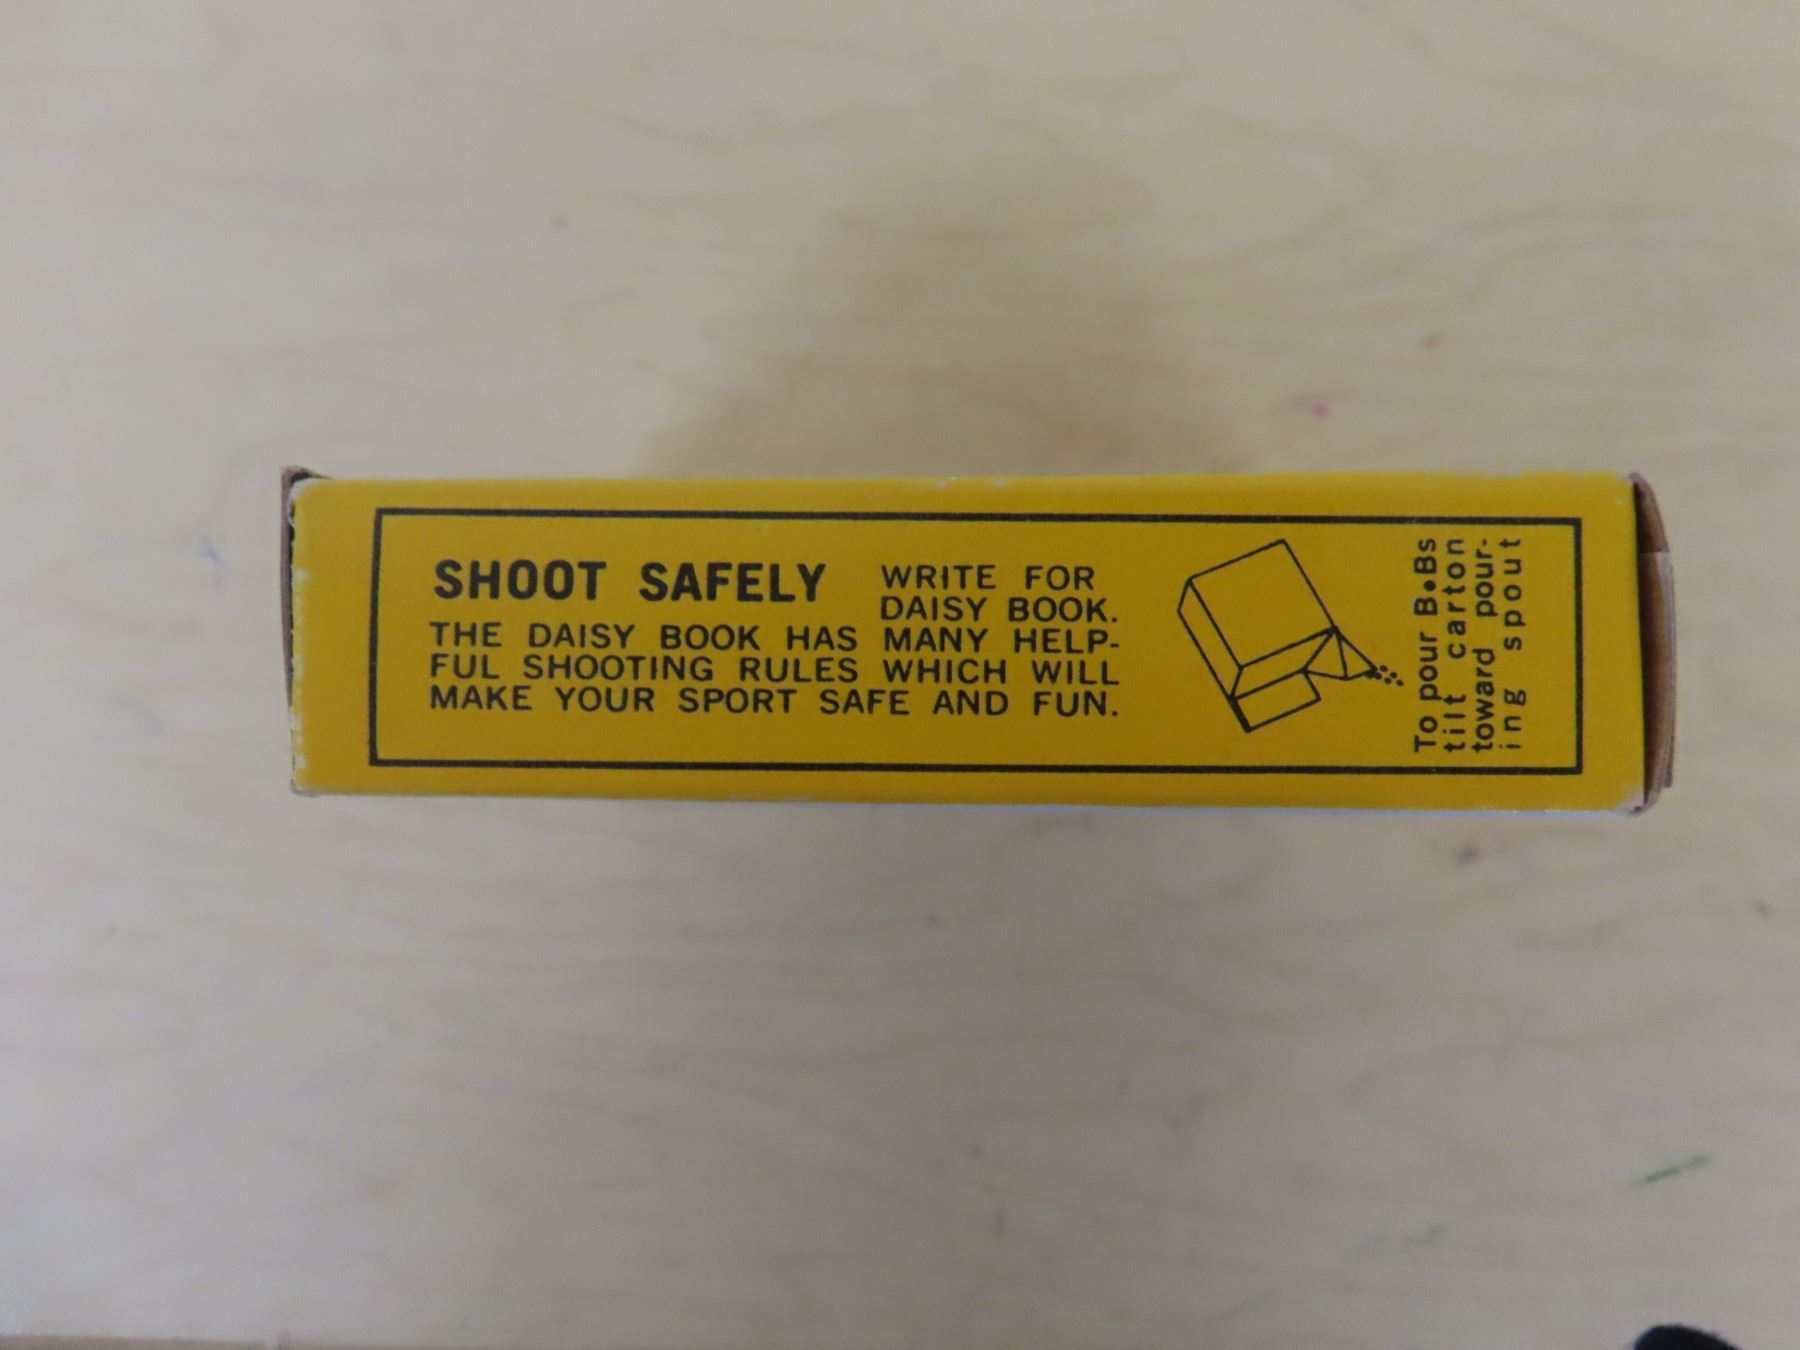 SHOOT SAFELY WRITE FOR
DAISY BOOK.
THE DAISY BOOK HAS MANY HELP-
FUL SHOOTING RULES WHICH WILL
MAKE YOUR SPORT SAFE AND FUN.
To pour B•Bs
tilt carton
toward pour-
ing spout